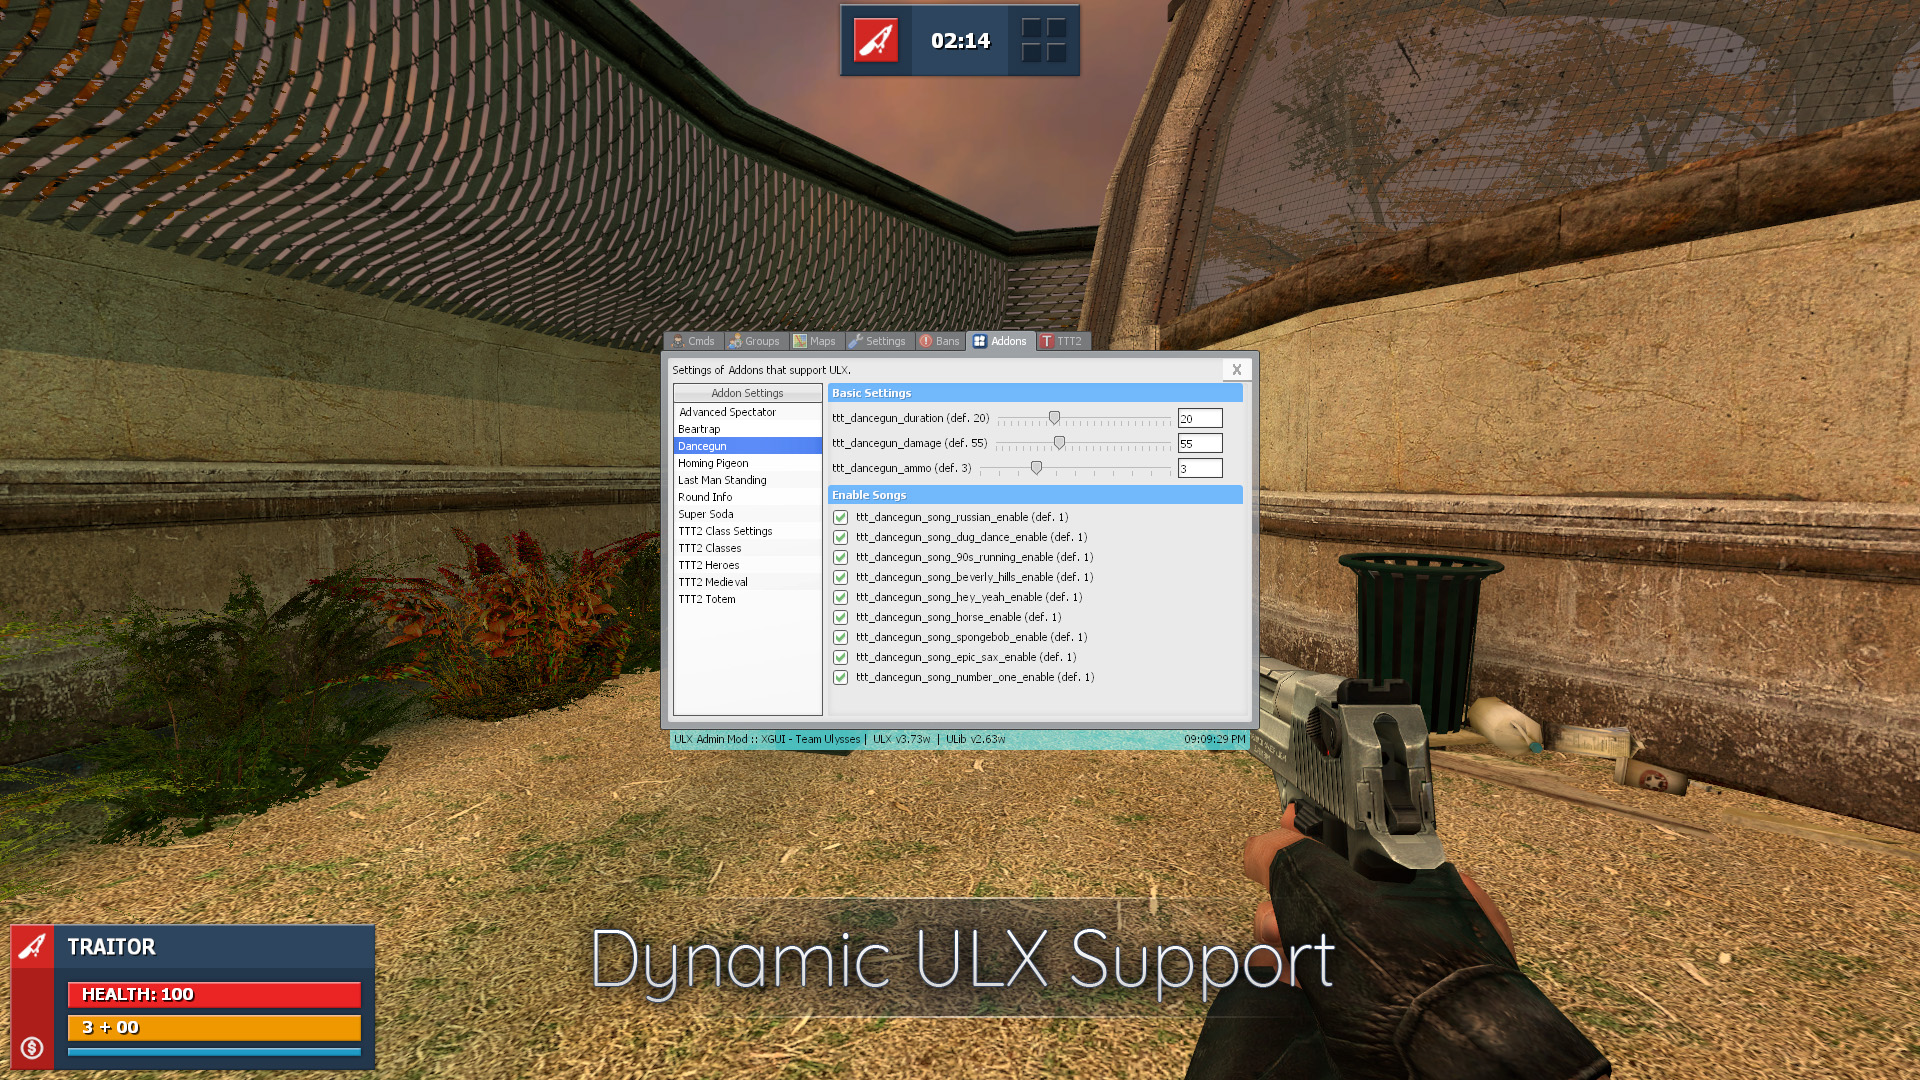 02:14
Cmds Groups Maps Settings Bans Addons TTT2
Settings of Addons that support ULX.
X
Addon Settings
Advanced Spectator
Beartrap
Dancegun
Homing Pigeon
Last Man Standing
Round Info
Super Soda
TTT2 Class Settings
TTT2 Classes
TTT2 Heroes
TTT2 Medieval
TTT2 Totem
Basic Settings
ttt_dancegun_duration (def. 20) 20
ttt_dancegun_damage (def. 55) 55
ttt_dancegun_ammo (def. 3) 3
Enable Songs
ttt_dancegun_song_russian_enable (def. 1)
ttt_dancegun_song_dug_dance_enable (def. 1)
ttt_dancegun_song_90s_running_enable (def. 1)
ttt_dancegun_song_beverly_hills_enable (def. 1)
ttt_dancegun_song_hey_yeah_enable (def. 1)
ttt_dancegun_song_horse_enable (def. 1)
ttt_dancegun_song_spongebob_enable (def. 1)
ttt_dancegun_song_epic_sax_enable (def. 1)
ttt_dancegun_song_number_one_enable (def. 1)
ULX Admin Mod :: XGUI - Team Ulysses | ULX v3.73w | ULib v2.63w 09:09:29 PM
TRAITOR
HEALTH: 100
3 + 00
Dynamic ULX Support